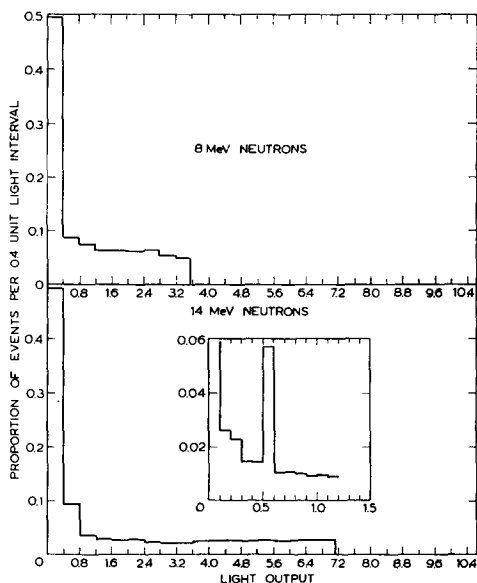 PROPORTION OF EVENTS PER 0.4 UNIT LIGHT INTERVAL
0.5
0.4
0.3
0.2
0.1
0
8 MeV NEUTRONS
0.8 1.6 2.4 3.2 4.0 4.8 5.6 6.4 7.2 8.0 8.8 9.6 10.4
14 MeV NEUTRONS
0.4
0.3
0.2
0.1
0
0.06
0.04
0.02
0 0.5 1.0 1.5
0.8 1.6 2.4 3.2 4.0 4.8 5.6 6.4 7.2 8.0 8.8 9.6 10.4
LIGHT OUTPUT